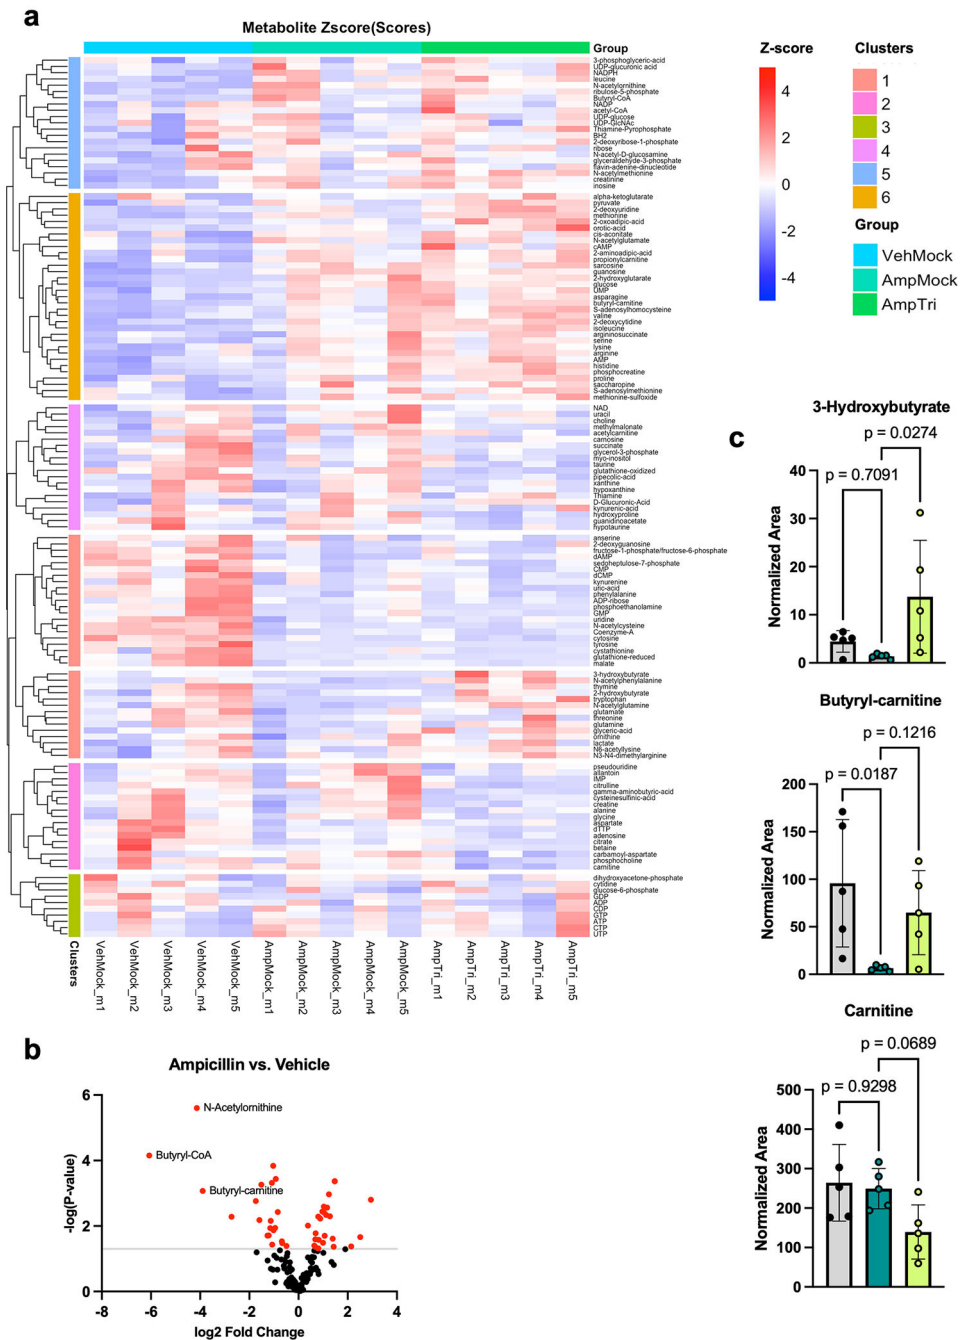 a
Metabolite Zscore(Scores)
Group
3-phosphoglyceric-acid
UDP-glucuronic acid
NADPH
leucine
N-acetylornithine
ribulose-5-phosphate
Butyryl-CoA
NADP
acetyl-CoA
UDP-glucose
UDP-GlcNAc
Thiamine-Pyrophosphate
BH2
2-deoxyribose-1-phosphate
ribose
N-acetyl-D-glucosamine
glyceraldehyde-3-phosphate
flavin-adenine-dinucleotide
N-acetylmethionine
creatinine
inosine
alpha-ketoglutarate
pyruvate
2-deoxyuridine
methionine
2-oxoadipic-acid
orotic-acid
cis-aconitate
N-acetylglutamate
cAMP
2-aminoadipic-acid
propionylcarnitine
sarcosine
guanosine
2-hydroxyglutarate
glucose
UMP
asparagine
butyryl-carnitine
S-adenosylhomocysteine
valine
2-deoxycytidine
isoleucine
argininosuccinate
serine
lysine
arginine
AMP
histidine
phosphocreatine
proline
saccharopine
S-adenosylmethionine
methionine-sulfoxide
NAD
uracil
choline
methylmalonate
acetylcarnitine
carnosine
succinate
glycerol-3-phosphate
myo-inositol
taurine
glutathione-oxidized
pipecolic-acid
xanthine
hypoxanthine
Thiamine
D-Glucuronic-Acid
kynurenic-acid
hydroxyproline
guanidinoacetate
hypotaurine
anserine
2-deoxyguanosine
fructose-1-phosphate/fructose-6-phosphate
dAMP
sedoheptulose-7-phosphate
CMP
dCMP
kynurenine
uric-acid
phenylalanine
ADP-ribose
phosphoethanolamine
GMP
uridine
N-acetylcysteine
Coenzyme-A
cytosine
tyrosine
cystathionine
glutathione-reduced
malate
3-hydroxybutyrate
N-acetylphenylalanine
thymine
2-hydroxybutyrate
tryptophan
N-acetylglutamine
glutamate
threonine
glutamine
glyceric-acid
ornithine
lactate
N6-acetyllysine
N3-N4-dimethylarginine
pseudouridine
allantoin
IMP
citrulline
gamma-aminobutyric-acid
cysteinesulfinic-acid
creatine
alanine
glycine
aspartate
dTTP
adenosine
citrate
betaine
carbamoyl-aspartate
phosphocholine
carnitine
dihydroxyacetone-phosphate
cytidine
glucose-6-phosphate
GDP
ADP
CDP
GTP
ATP
CTP
UTP
Clusters
VehMock_m1
VehMock_m2
VehMock_m3
VehMock_m4
VehMock_m5
AmpMock_m1
AmpMock_m2
AmpMock_m3
AmpMock_m4
AmpMock_m5
AmpTri_m1
AmpTri_m2
AmpTri_m3
AmpTri_m4
AmpTri_m5
Z-score
4
2
0
-2
-4
Clusters
1
2
3
4
5
6
Group
VehMock
AmpMock
AmpTri
b
Ampicillin vs. Vehicle
-log(P-value)
6
4
2
0
N-Acetylornithine
Butyryl-CoA
Butyryl-carnitine
-8
-6
-4
-2
0
2
4
log2 Fold Change
c
3-Hydroxybutyrate
p = 0.0274
p = 0.7091
Normalized Area
40
30
20
10
0
Butyryl-carnitine
p = 0.1216
p = 0.0187
Normalized Area
200
150
100
50
0
Carnitine
p = 0.0689
p = 0.9298
Normalized Area
500
400
300
200
100
0